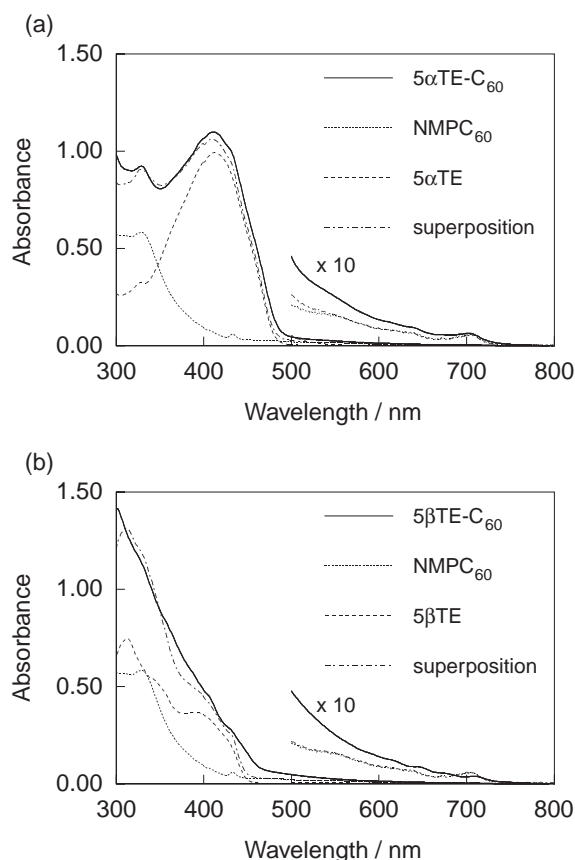 (a)
1.50
1.00
0.50
0.00
Absorbance
5αTE-C₆₀
NMPC₆₀
5αTE
superposition
x 10
300 400 500 600 700 800
Wavelength / nm
(b)
1.50
1.00
0.50
0.00
Absorbance
5βTE-C₆₀
NMPC₆₀
5βTE
superposition
x 10
300 400 500 600 700 800
Wavelength / nm